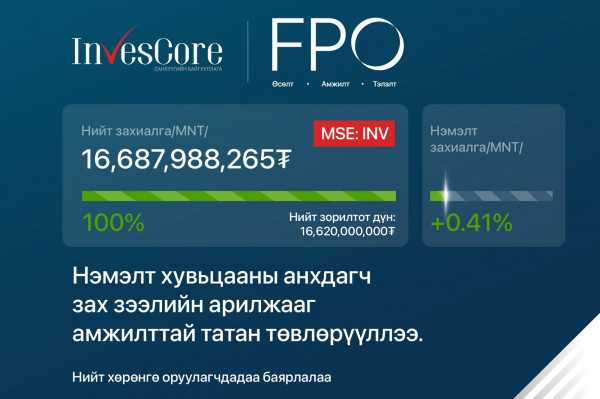 InvesCore
САНХҮҮГИЙН БАЙГУУЛЛАГА
FPO
Өсөлт • Амжилт • Тэлэлт
Нийт захиалга/MNT/
MSE: INV
16,687,988,265₮
100%
Нийт зорилтот дүн:
16,620,000,000₮
Нэмэлт
захиалга/MNT/
+0.41%
Нэмэлт хувьцааны анхдагч
зах зээлийн арилжааг
амжилттай татан төвлөрүүллээ.
Нийт хөрөнгө оруулагчдадаа баярлалаа